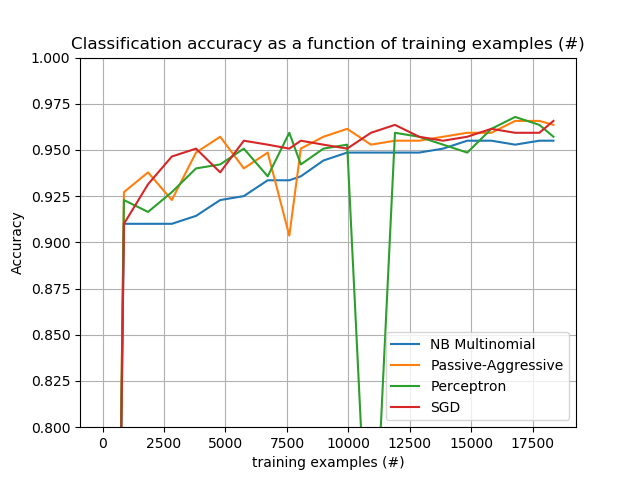 Classification accuracy as a function of training examples (#)
1.000
0.975
0.950
0.925
0.900
0.875
0.850
0.825
0.800
Accuracy
NB Multinomial
Passive-Aggressive
Perceptron
SGD
0 2500 5000 7500 10000 12500 15000 17500
training examples (#)